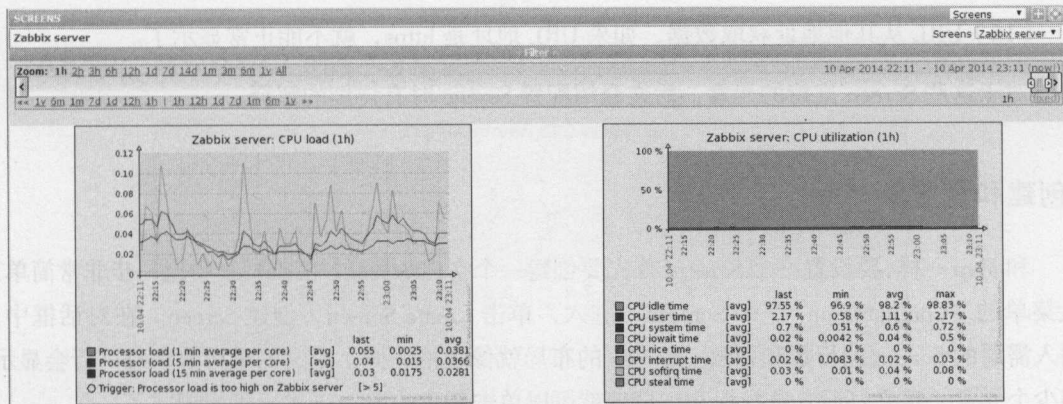 SCREENS
Screens
Zabbix server
Screens Zabbix server
Filter
Zoom: 1h 2h 3h 6h 12h 1d 7d 14d 1m 3m 6m 1y All
10 Apr 2014 22:11 - 10 Apr 2014 23:11 (now!)
«« 1y 6m 1m 7d 1d 12h 1h | 1h 12h 1d 7d 1m 6m 1y »»
1h
Zabbix server: CPU load (1h)
0.12
0.10
0.08
0.06
0.04
0.02
0
10.04 22:11
22:15
22:20
22:25
22:30
22:35
22:40
22:45
22:50
22:55
23:00
23:05
23:10
10.04 23:11
last min avg
Processor load (1 min average per core) [avg] 0.055 0.0025 0.0381
Processor load (5 min average per core) [avg] 0.04 0.015 0.0366
Processor load (15 min average per core) [avg] 0.03 0.0175 0.0281
Trigger: Processor load is too high on Zabbix server [> 5]
Zabbix server: CPU utilization (1h)
100 %
50 %
0 %
10.04 22:11
22:15
22:20
22:25
22:30
22:35
22:40
22:45
22:50
22:55
23:00
23:05
23:10
10.04 23:11
last min avg max
CPU idle time [avg] 97.55 % 96.9 % 98.2 % 98.83 %
CPU user time [avg] 2.17 % 0.58 % 1.11 % 2.17 %
CPU system time [avg] 0.7 % 0.51 % 0.6 % 0.72 %
CPU nice time [avg] 0 % 0 % 0 % 0 %
CPU iowait time [avg] 0.02 % 0.0042 % 0.04 % 0.5 %
CPU interrupt time [avg] 0.02 % 0.0083 % 0.02 % 0.03 %
CPU softirq time [avg] 0.03 % 0.01 % 0.04 % 0.08 %
CPU steal time [avg] 0 % 0 % 0 % 0 %